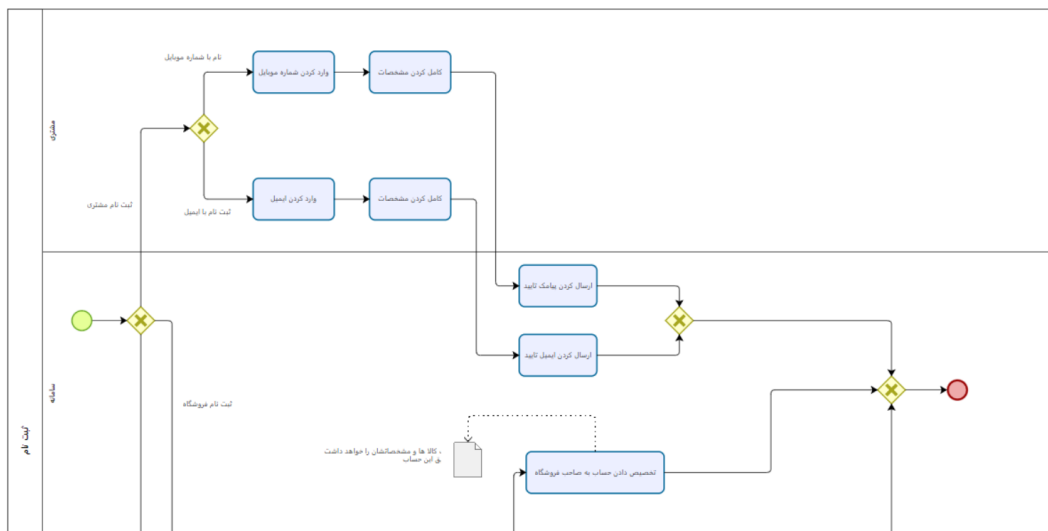 نام با شماره موبایل
وارد کردن شماره موبایل
کامل کردن مشخصات
مشتری
ثبت نام مشتری
ثبت نام با ایمیل
وارد کردن ایمیل
کامل کردن مشخصات
ارسال کردن پیامک تایید
ارسال کردن ایمیل تایید
سامانه
ثبت نام
ثبت نام فروشگاه
، کالا ها و مشخصاتشان را خواهد داشت
ق این حساب
تخصیص دادن حساب به صاحب فروشگاه